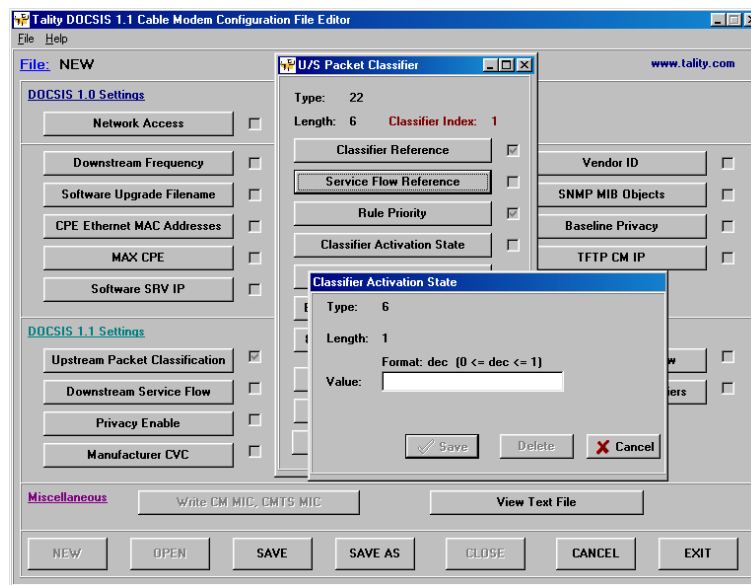 Tality DOCSIS 1.1 Cable Modem Configuration File Editor
File Help
File: NEW
www.tality.com
DOCSIS 1.0 Settings
Network Access
Downstream Frequency
Software Upgrade Filename
CPE Ethernet MAC Addresses
MAX CPE
Software SRV IP
Vendor ID
SNMP MIB Objects
Baseline Privacy
TFTP CM IP
U/S Packet Classifier
Type: 22
Length: 6 Classifier Index: 1
Classifier Reference
Service Flow Reference
Rule Priority
Classifier Activation State
Classifier Activation State
Type: 6
Length: 1
Format: dec (0 <= dec <= 1)
Value:
Save Delete Cancel
DOCSIS 1.1 Settings
Upstream Packet Classification
Downstream Service Flow
Privacy Enable
Manufacturer CVC
Miscellaneous
Write CM MIC, CMTS MIC
View Text File
NEW OPEN SAVE SAVE AS CLOSE CANCEL EXIT